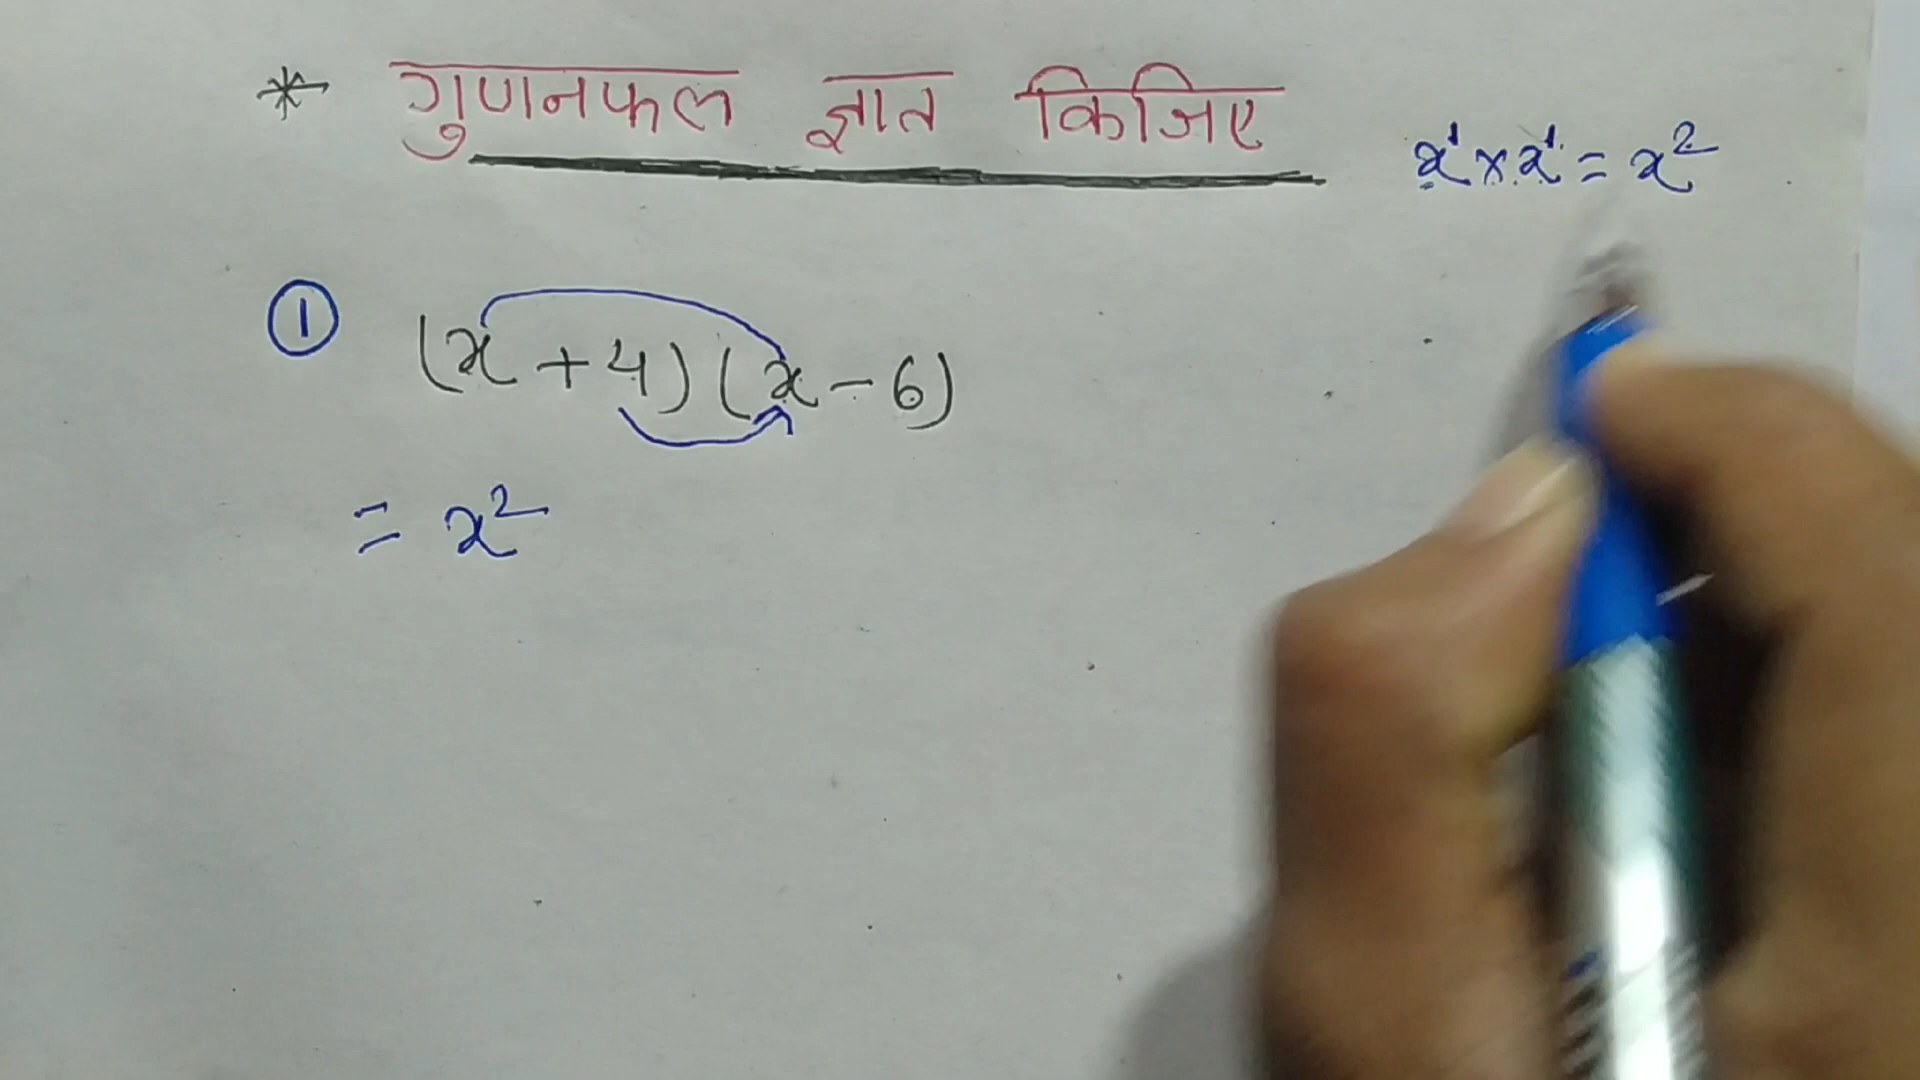 * गुणनफल ज्ञात किजिए
x¹ × x¹ = x²
① (x + 4) (x - 6)
= x²